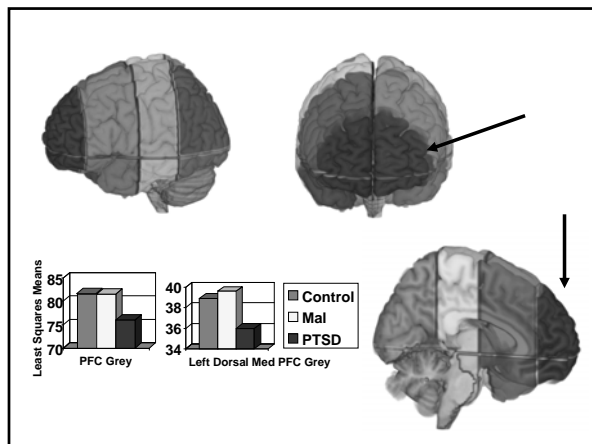 Least Squares Means
85
80
75
70
PFC Grey
40
38
36
34
Left Dorsal Med PFC Grey
Control
Mal
PTSD